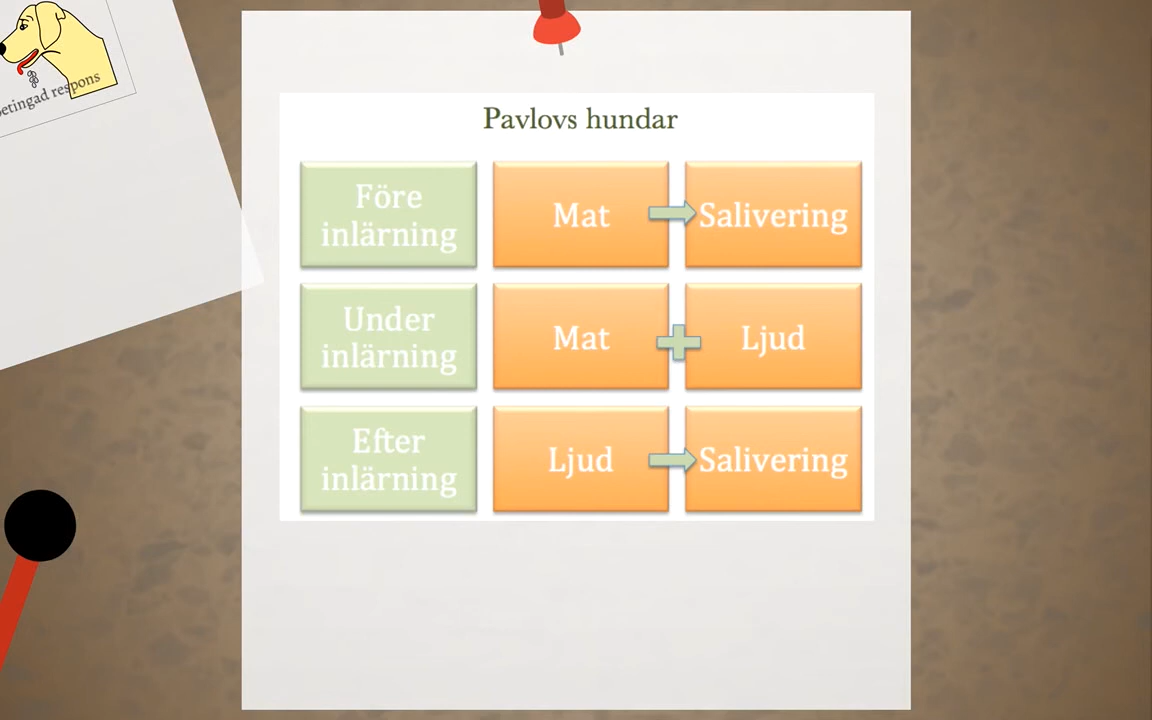 respons
Pavlovs hundar
Före
inlärning
Mat
Salivering
Under
inlärning
Mat
Ljud
Efter
inlärning
Ljud
Salivering